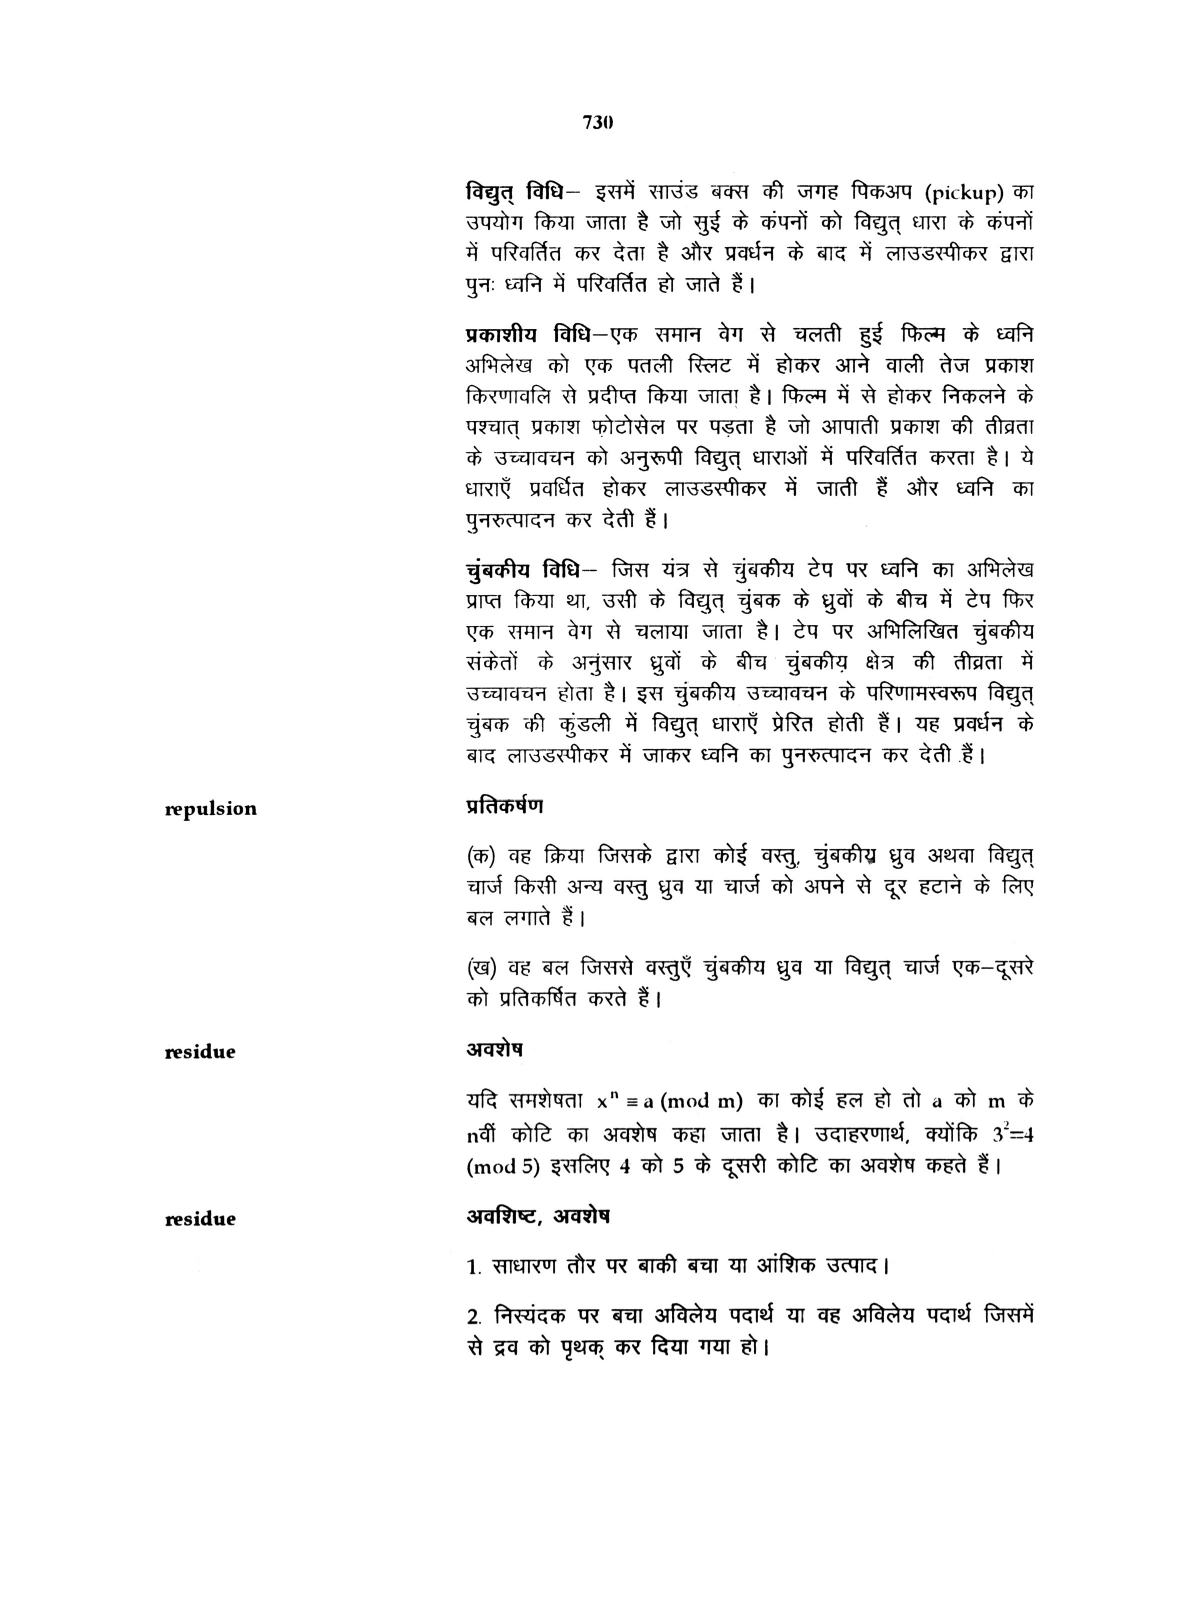 730
विद्युत् विधि– इसमें साउंड बक्स की जगह पिकअप (pickup) का
उपयोग किया जाता है जो सुई के कंपनों को विद्युत् धारा के कंपनों
में परिवर्तित कर देता है और प्रवर्धन के बाद में लाउडस्पीकर द्वारा
पुनः ध्वनि में परिवर्तित हो जाते हैं।
प्रकाशीय विधि–एक समान वेग से चलती हुई फिल्म के ध्वनि
अभिलेख को एक पतली स्लिट में होकर आने वाली तेज प्रकाश
किरणावलि से प्रदीप्त किया जाता है। फिल्म में से होकर निकलने के
पश्चात् प्रकाश फोटोसेल पर पड़ता है जो आपाती प्रकाश की तीव्रता
के उच्चावचन को अनुरूपी विद्युत् धाराओं में परिवर्तित करता है। ये
धाराएँ प्रवर्धित होकर लाउडस्पीकर में जाती हैं और ध्वनि का
पुनरुत्पादन कर देती हैं।
चुंबकीय विधि– जिस यंत्र से चुंबकीय टेप पर ध्वनि का अभिलेख
प्राप्त किया था, उसी के विद्युत् चुंबक के ध्रुवों के बीच में टेप फिर
एक समान वेग से चलाया जाता है। टेप पर अभिलिखित चुंबकीय
संकेतों के अनुंसार ध्रुवों के बीच चुंबकीय क्षेत्र की तीव्रता में
उच्चावचन होता है। इस चुंबकीय उच्चावचन के परिणामस्वरूप विद्युत्
चुंबक की कुंडली में विद्युत् धाराएँ प्रेरित होती हैं। यह प्रवर्धन के
बाद लाउडस्पीकर में जाकर ध्वनि का पुनरुत्पादन कर देती हैं।
repulsion प्रतिकर्षण
(क) वह क्रिया जिसके द्वारा कोई वस्तु, चुंबकीय ध्रुव अथवा विद्युत्
चार्ज किसी अन्य वस्तु ध्रुव या चार्ज को अपने से दूर हटाने के लिए
बल लगाते हैं।
(ख) वह बल जिससे वस्तुएँ चुंबकीय ध्रुव या विद्युत् चार्ज एक–दूसरे
को प्रतिकर्षित करते हैं।
residue अवशेष
यदि समशेषता xⁿ ≡ a (mod m) का कोई हल हो तो a को m के
nवीं कोटि का अवशेष कहा जाता है। उदाहरणार्थ, क्योंकि 3²=4
(mod 5) इसलिए 4 को 5 के दूसरी कोटि का अवशेष कहते हैं।
residue अवशिष्ट, अवशेष
1. साधारण तौर पर बाकी बचा या आंशिक उत्पाद।
2. निस्यंदक पर बचा अविलेय पदार्थ या वह अविलेय पदार्थ जिसमें
से द्रव को पृथक् कर दिया गया हो।